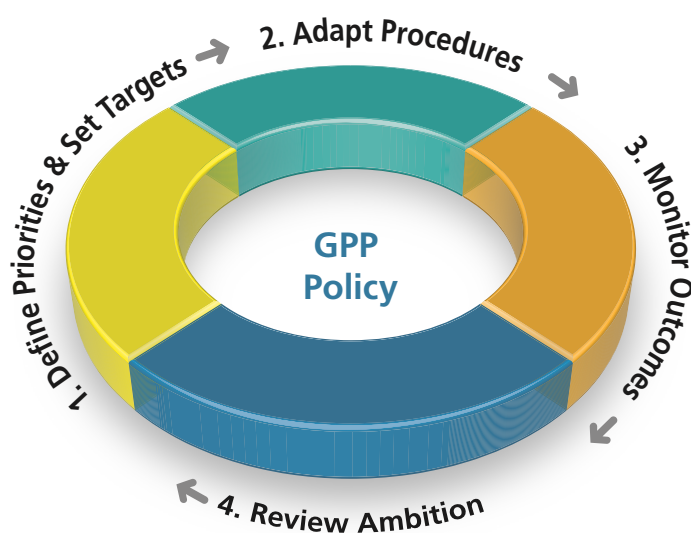 1. Define Priorities & Set Targets
2. Adapt Procedures
3. Monitor Outcomes
4. Review Ambition
GPP
Policy